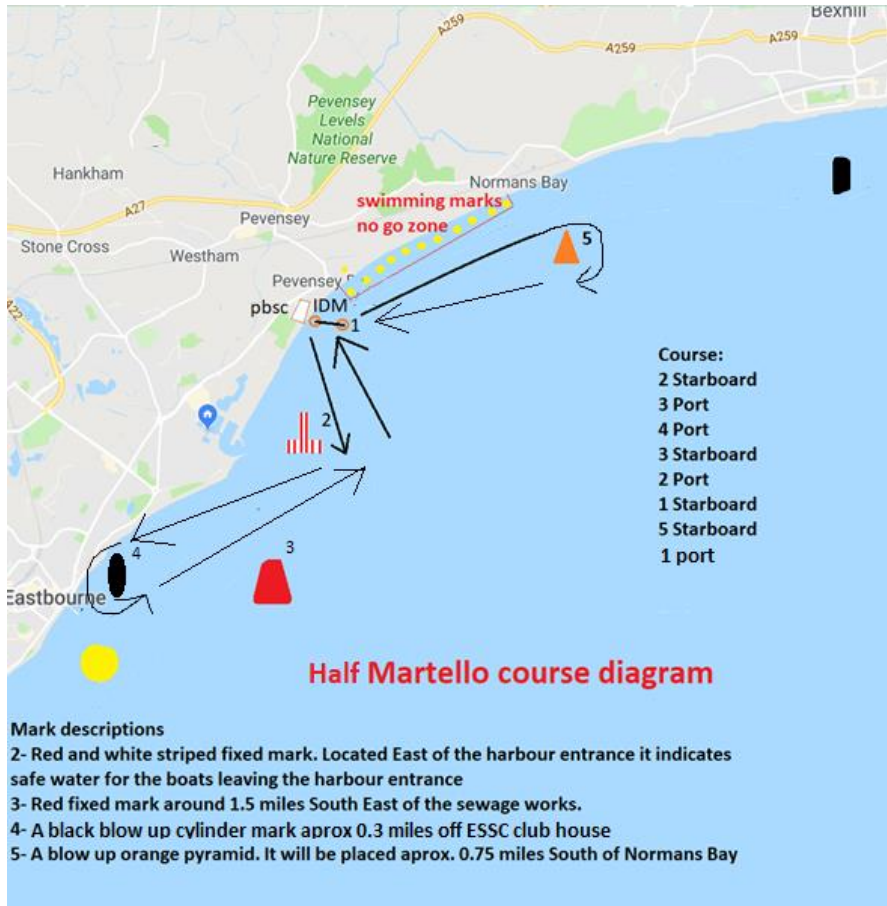 Bexhill
A259
A259
A259
Pevensey
Levels
National
Nature Reserve
Hankham
Normans Bay
swimming marks
no go zone
A27
Pevensey
5
Stone Cross
Westham
Pevensey
pbsc
IDM
1
A22
2
Course:
2 Starboard
3 Port
4 Port
3 Starboard
2 Port
1 Starboard
5 Starboard
1 port
4
3
Eastbourne
Half Martello course diagram
Mark descriptions
2- Red and white striped fixed mark. Located East of the harbour entrance it indicates
safe water for the boats leaving the harbour entrance
3- Red fixed mark around 1.5 miles South East of the sewage works.
4- A black blow up cylinder mark aprox 0.3 miles off ESSC club house
5- A blow up orange pyramid. It will be placed aprox. 0.75 miles South of Normans Bay